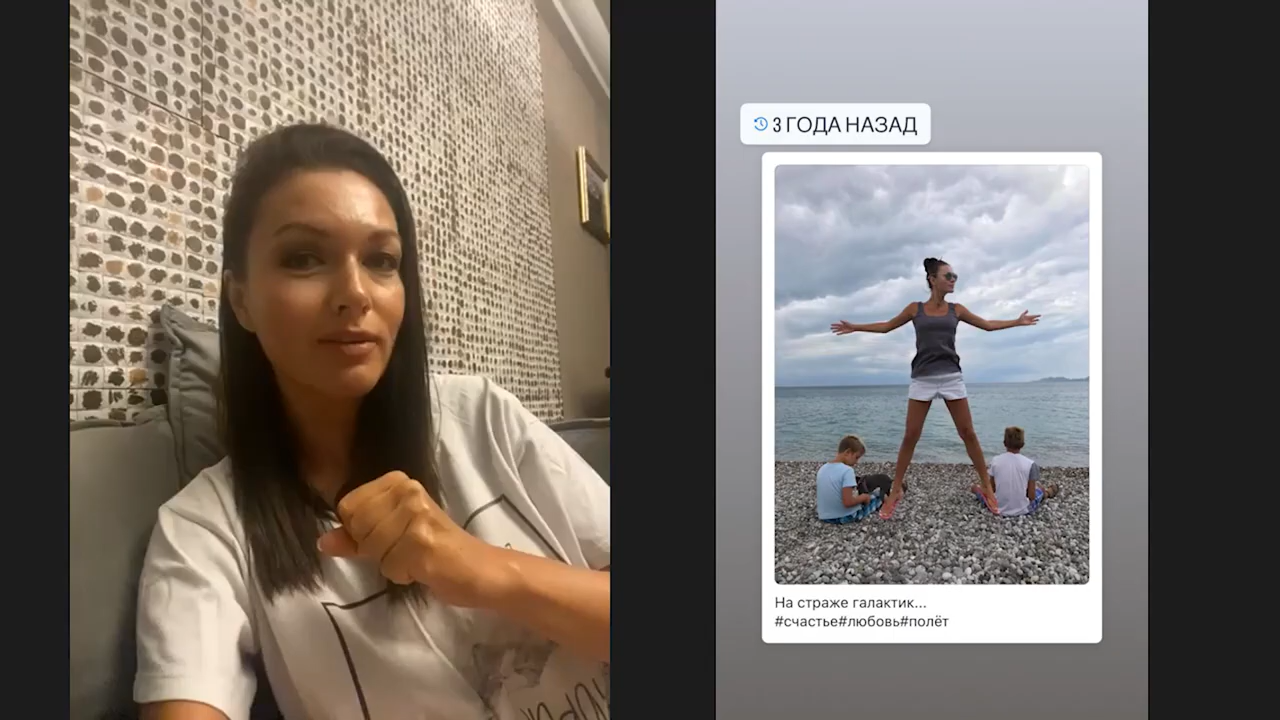 3 ГОДА НАЗАД
На страже галактик...
#счастье#любовь#полёт